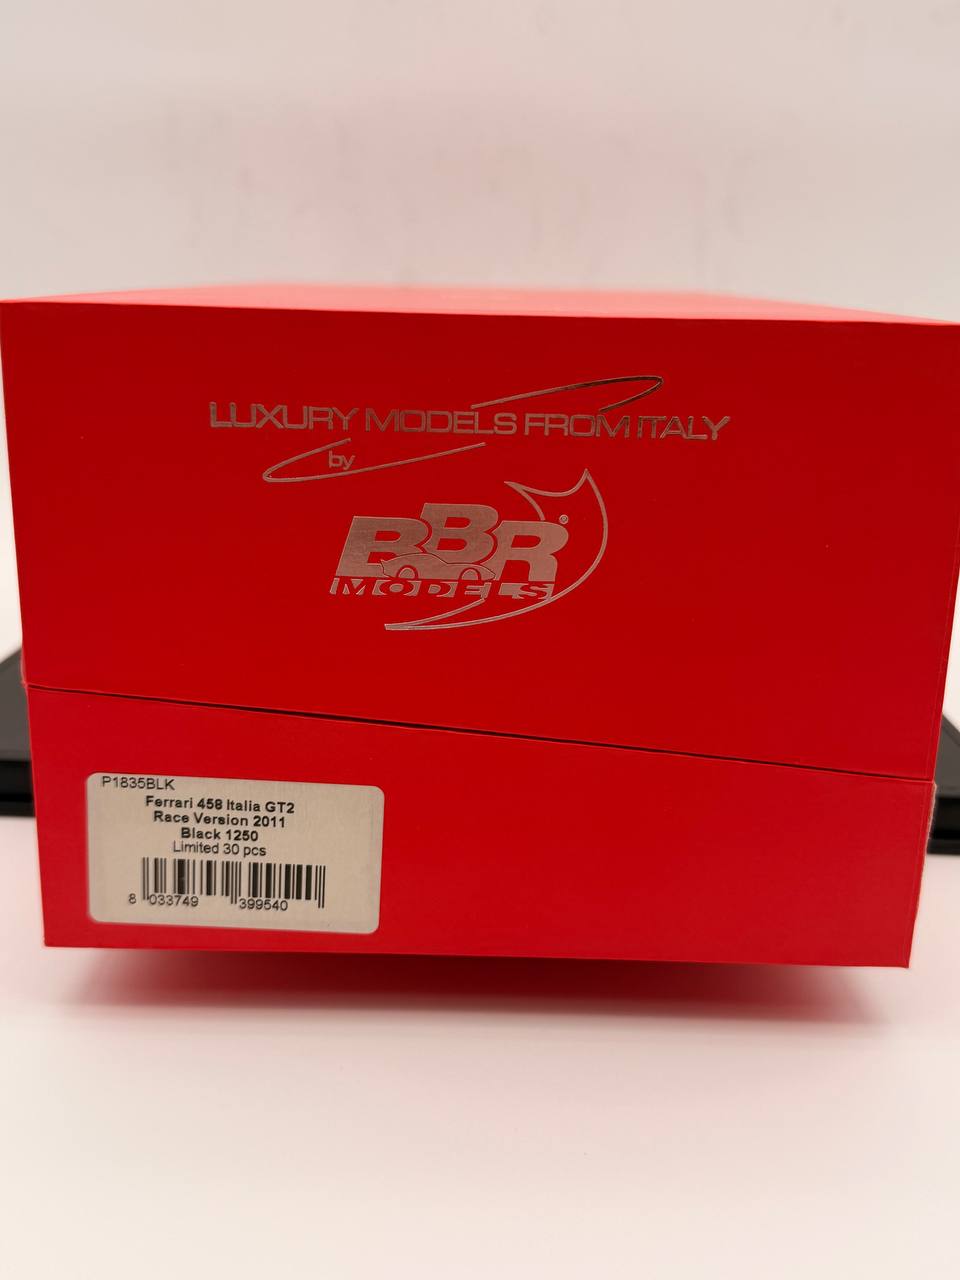 LUXURY MODELS FROM ITALY
by
BBR®
MODELS
P1835BLK
Ferrari 458 Italia GT2
Race Version 2011
Black 1250
Limited 30 pcs
8 033749 399540